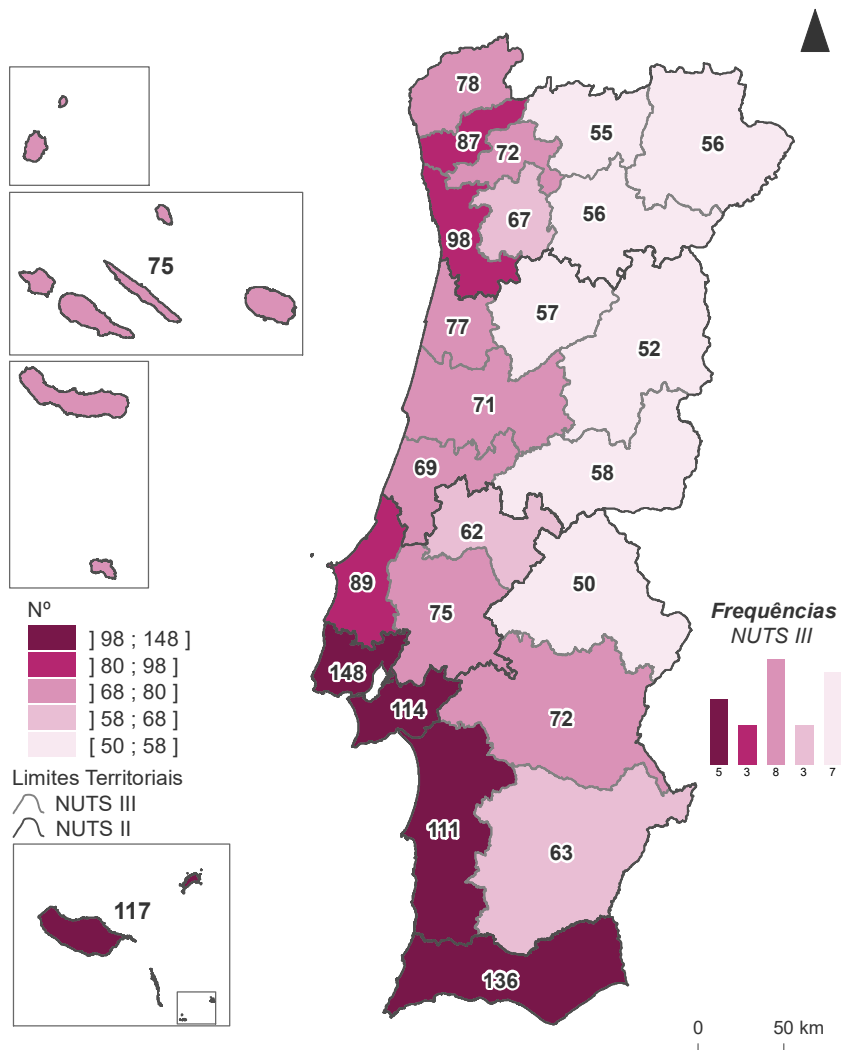 78
55
56
87
72
67
56
98
75
57
77
52
71
69
58
62
89
75
50
Nº
] 98 ; 148 ]
] 80 ; 98 ]
] 68 ; 80 ]
] 58 ; 68 ]
[ 50 ; 58 ]
148
114
72
Frequências
NUTS III
5 3 8 3 7
Limites Territoriais
NUTS III
NUTS II
111
63
117
136
0 50 km